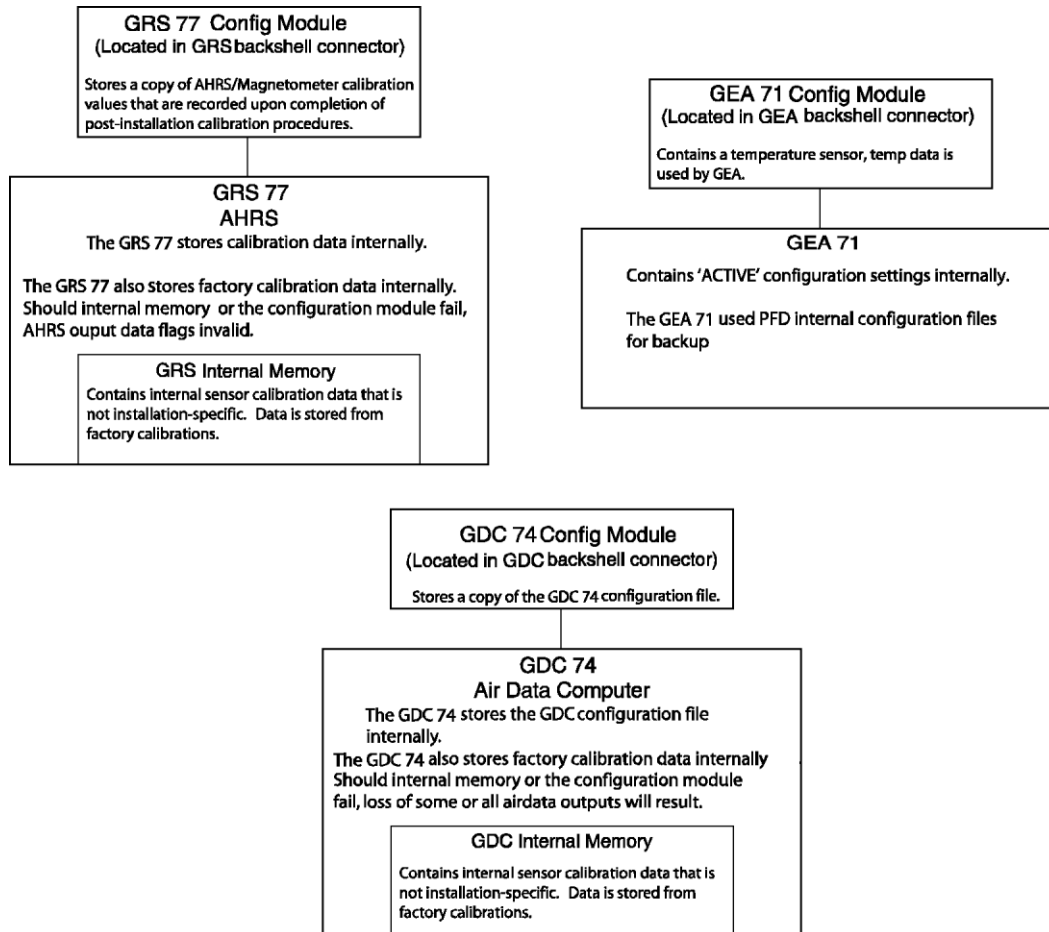 GRS 77 Config Module
(Located in GRS backshell connector)
Stores a copy of AHRS/Magnetometer calibration
values that are recorded upon completion of
post-installation calibration procedures.
GRS 77
AHRS
The GRS 77 stores calibration data internally.
The GRS 77 also stores factory calibration data internally.
Should internal memory or the configuration module fail,
AHRS ouput data flags invalid.
GRS Internal Memory
Contains internal sensor calibration data that is
not installation-specific. Data is stored from
factory calibrations.
GEA 71 Config Module
(Located in GEA backshell connector)
Contains a temperature sensor, temp data is
used by GEA.
GEA 71
Contains 'ACTIVE' configuration settings internally.
The GEA 71 used PFD internal configuration files
for backup
GDC 74 Config Module
(Located in GDC backshell connector)
Stores a copy of the GDC 74 configuration file.
GDC 74
Air Data Computer
The GDC 74 stores the GDC configuration file
internally.
The GDC 74 also stores factory calibration data internally
Should internal memory or the configuration module
fail, loss of some or all airdata outputs will result.
GDC Internal Memory
Contains internal sensor calibration data that is
not installation-specific. Data is stored from
factory calibrations.